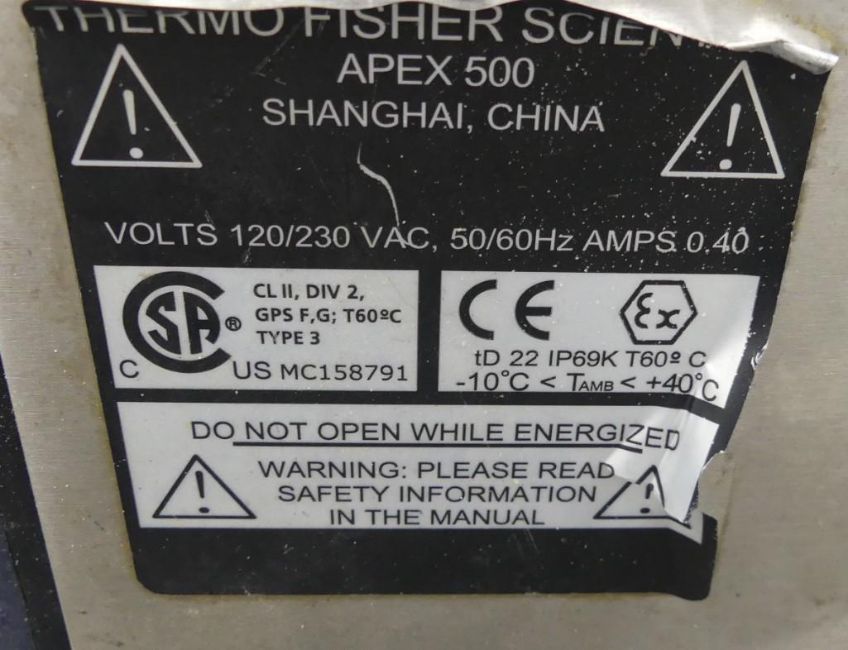 THERMO FISHER SCIENT
APEX 500
SHANGHAI, CHINA
VOLTS 120/230 VAC, 50/60Hz AMPS 0.40
SA ®
CL II, DIV 2,
GPS F,G; T60ºC
TYPE 3
C US MC158791
CE Ex
tD 22 IP69K T60º C
-10°C < TAMB < +40°C
DO NOT OPEN WHILE ENERGIZED
WARNING: PLEASE READ
SAFETY INFORMATION
IN THE MANUAL